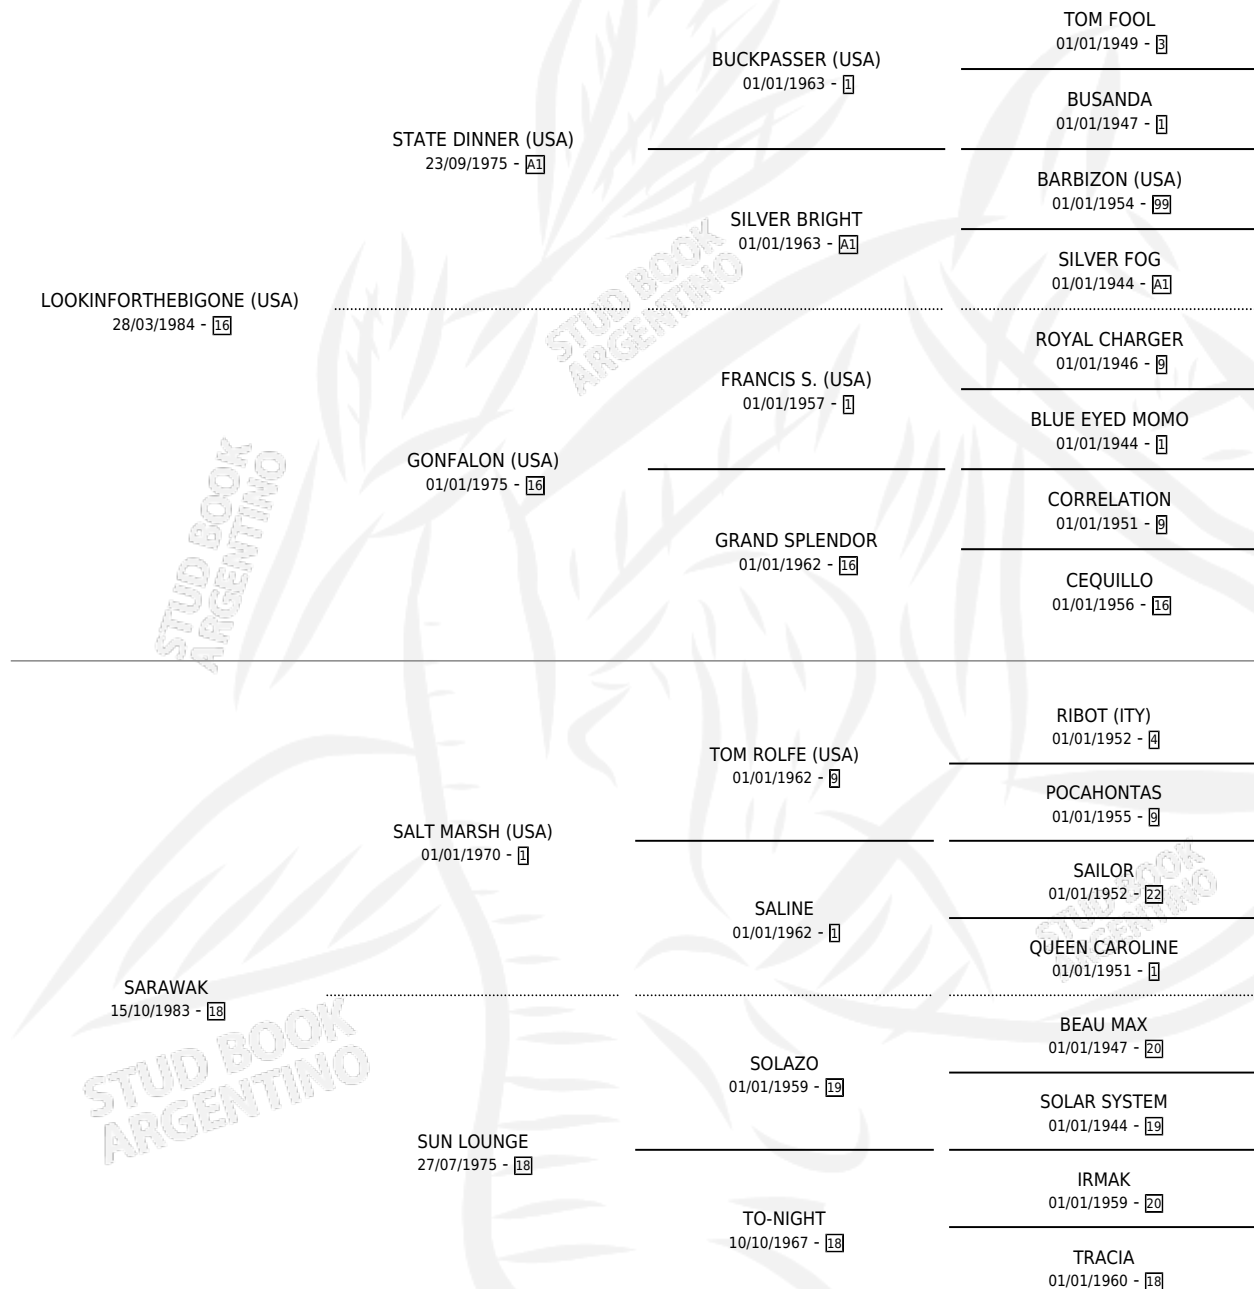 TOM FOOL
01/01/1949 - 3
BUCKPASSER (USA)
01/01/1963 - 1
BUSANDA
01/01/1947 - 1
STATE DINNER (USA)
23/09/1975 - A1
BARBIZON (USA)
01/01/1954 - 99
SILVER BRIGHT
01/01/1963 - A1
SILVER FOG
01/01/1944 - A1
LOOKINFORTHEBIGONE (USA)
28/03/1984 - 16
ROYAL CHARGER
01/01/1946 - 9
FRANCIS S. (USA)
01/01/1957 - 1
BLUE EYED MOMO
01/01/1944 - 1
GONFALON (USA)
01/01/1975 - 16
CORRELATION
01/01/1951 - 9
GRAND SPLENDOR
01/01/1962 - 16
CEQUILLO
01/01/1956 - 16
RIBOT (ITY)
01/01/1952 - 4
TOM ROLFE (USA)
01/01/1962 - 9
POCAHONTAS
01/01/1955 - 9
SALT MARSH (USA)
01/01/1970 - 1
SAILOR
01/01/1952 - 22
SALINE
01/01/1962 - 1
QUEEN CAROLINE
01/01/1951 - 1
SARAWAK
15/10/1983 - 18
BEAU MAX
01/01/1947 - 20
SOLAZO
01/01/1959 - 19
SOLAR SYSTEM
01/01/1944 - 19
SUN LOUNGE
27/07/1975 - 18
IRMAK
01/01/1959 - 20
TO-NIGHT
10/10/1967 - 18
TRACIA
01/01/1960 - 18
STUD BOOK
ARGENTINO
STUD BOOK
ARGENTINO
STUD BOOK
ARGENTINO
STUD BOOK
ARGENTINO